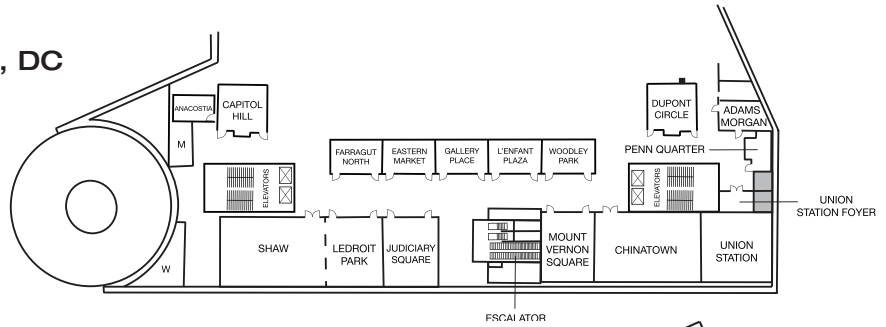 , DC
ANACOSTIA
CAPITOL
HILL
M
DUPONT
CIRCLE
ADAMS
MORGAN
FARRAGUT
NORTH
EASTERN
MARKET
GALLERY
PLACE
L'ENFANT
PLAZA
WOODLEY
PARK
PENN QUARTER
ELEVATORS
ELEVATORS
UNION
STATION FOYER
W
SHAW
LEDROIT
PARK
JUDICIARY
SQUARE
MOUNT
VERNON
SQUARE
CHINATOWN
UNION
STATION
ESCALATOR